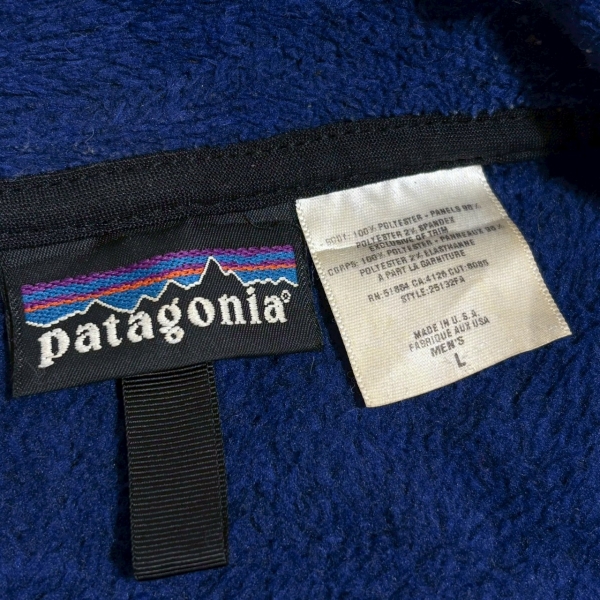 patagonia®
BODY: 100% POLYESTER - PANELS 98%
POLYESTER 2% SPANDEX
EXCLUSIVE OF TRIM
CORPS: 100% POLYESTER - PANNEAUX 98%
POLYESTER 2% ELASTHANNE
À PART LA GARNITURE
RN: 51884 CA: 4126 CUT: 8085
STYLE: 25132FA
MADE IN U.S.A.
FABRIQUE AUX USA
MEN'S
L